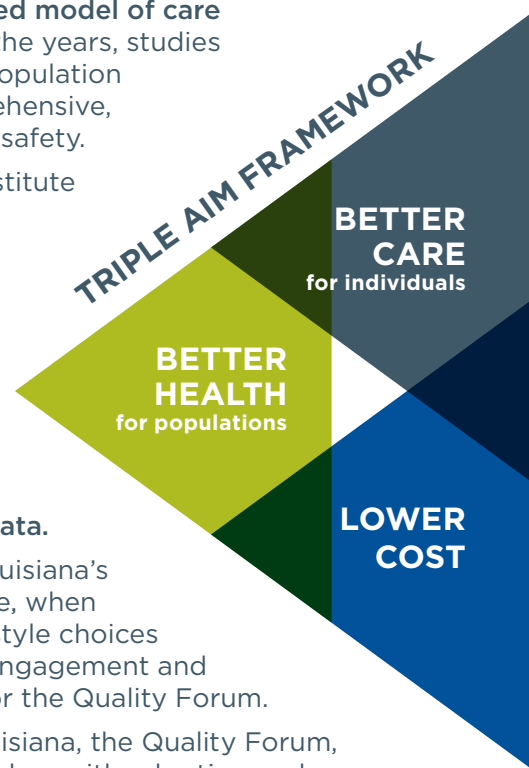 ed model of care
the years, studies
opulation
ehensive,
safety.
stitute
TRIPLE AIM FRAMEWORK
BETTER
CARE
for individuals
BETTER
HEALTH
for populations
LOWER
COST
ata.
uisiana’s
e, when
style choices
ngagement and
or the Quality Forum.
isiana, the Quality Forum,